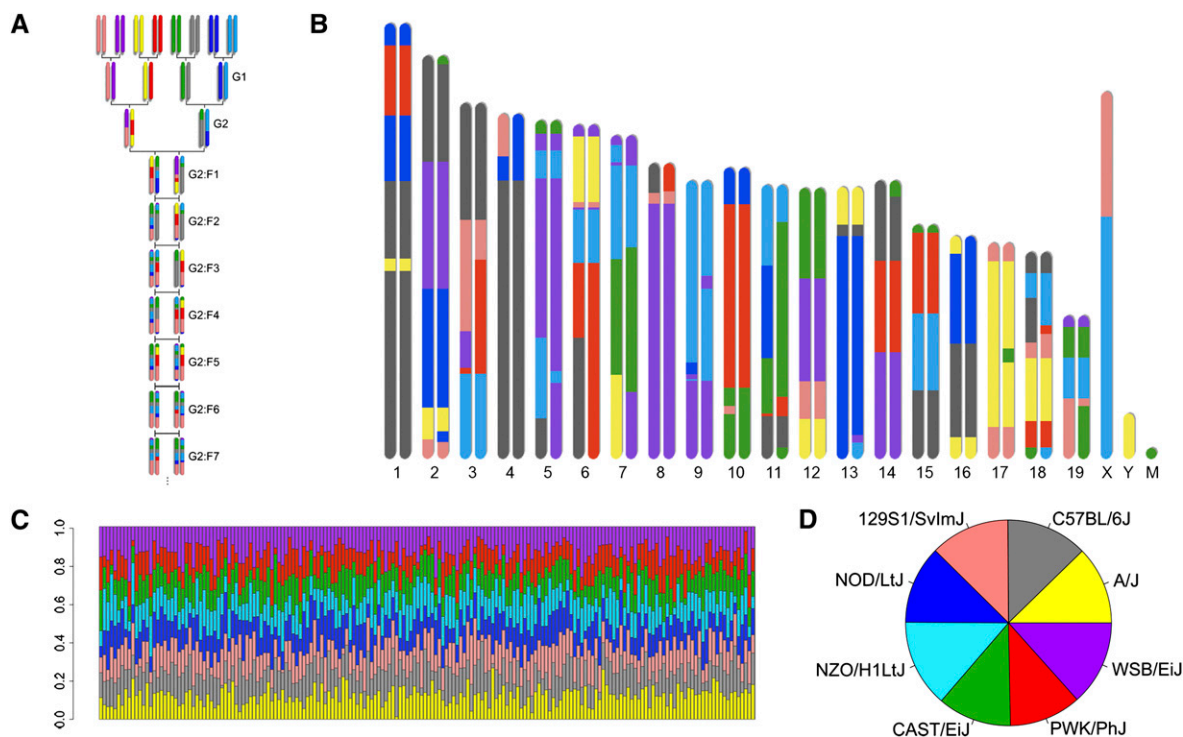 A
G1
G2
G2:F1
G2:F2
G2:F3
G2:F4
G2:F5
G2:F6
G2:F7
B
1 2 3 4 5 6 7 8 9 10 11 12 13 14 15 16 17 18 19 X Y M
C
1.0
0.8
0.6
0.4
0.2
0.0
D
129S1/SvImJ
C57BL/6J
NOD/LtJ
A/J
NZO/H1LtJ
WSB/EiJ
CAST/EiJ
PWK/PhJ